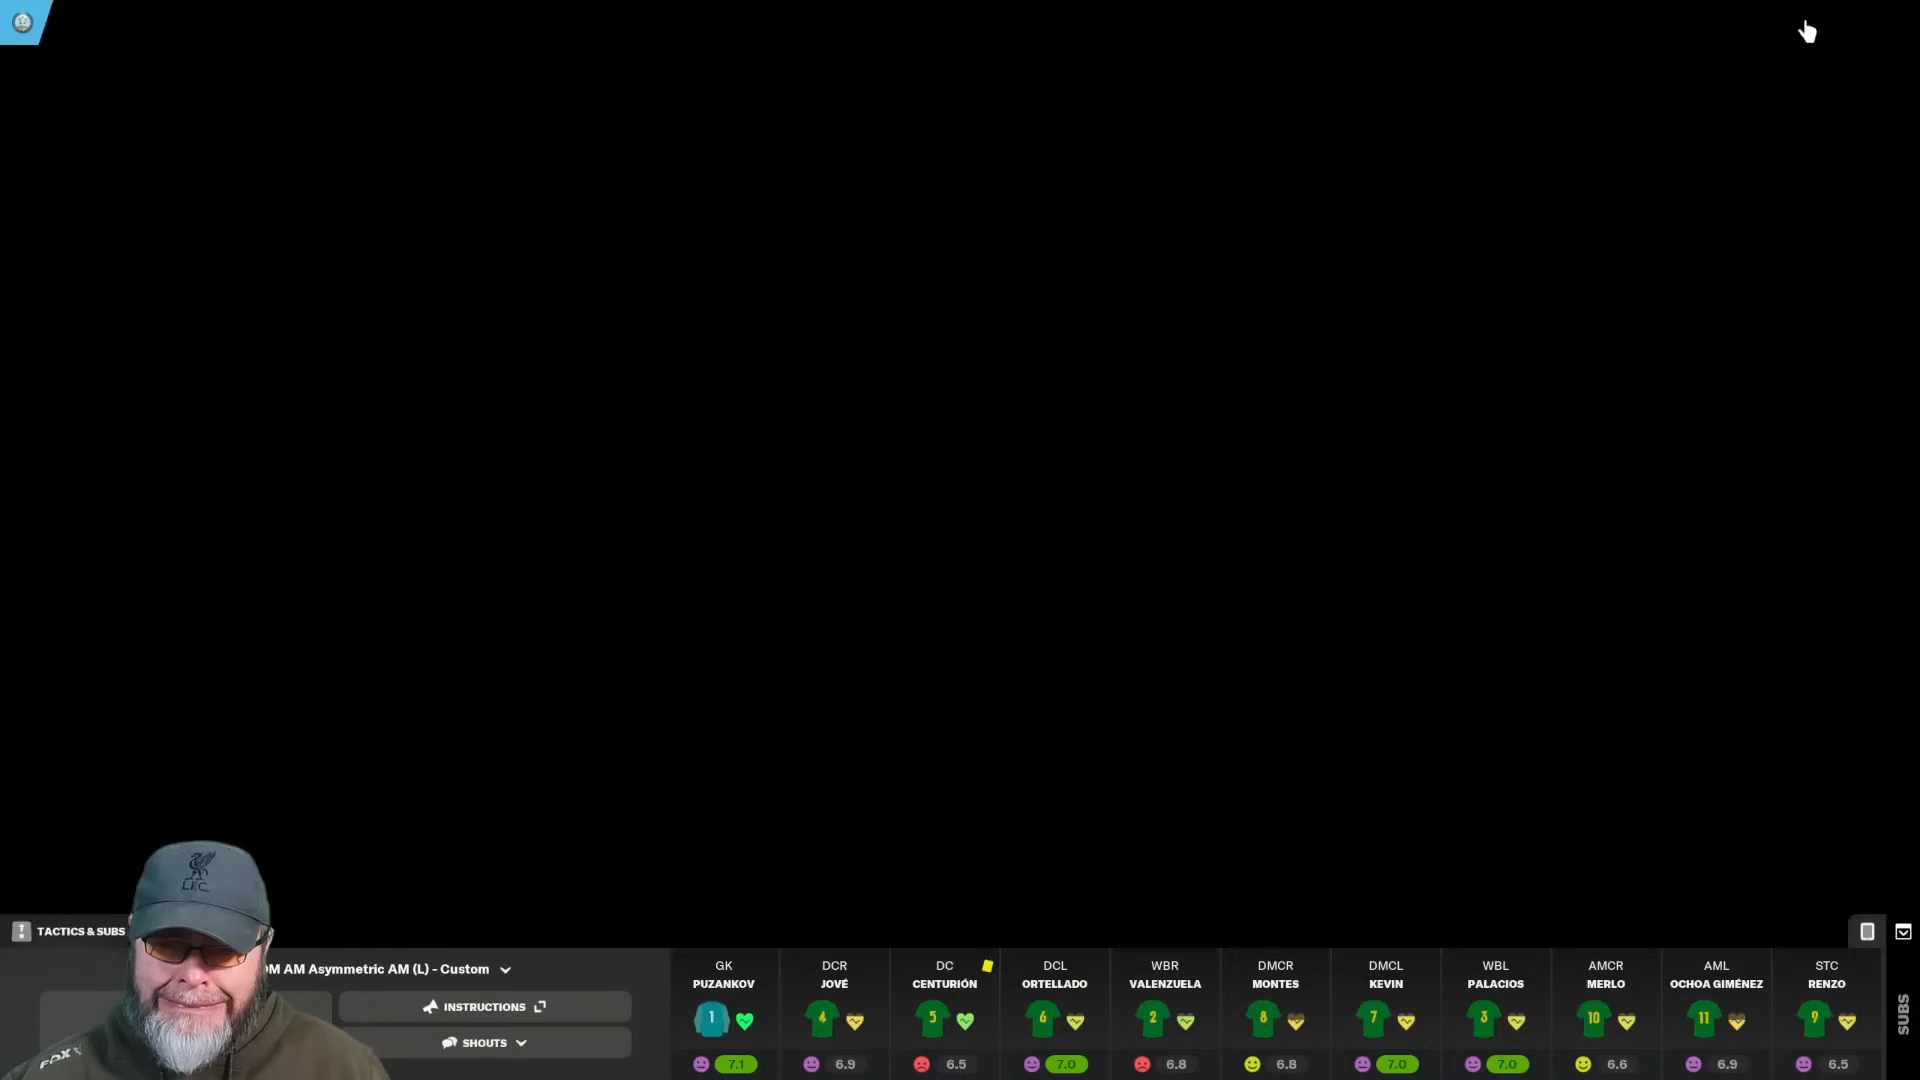 L.F.C.
FOX
TACTICS & SUBS
DM AM Asymmetric AM (L) - Custom
INSTRUCTIONS
SHOUTS
GK DCR DC DCL WBR DMCR DMCL WBL AMCR AML STC
PUZANKOV JOVÉ CENTURIÓN ORTELLADO VALENZUELA MONTES KEVIN PALACIOS MERLO OCHOA GIMÉNEZ RENZO
1 4 5 6 2 8 7 3 10 11 9
7.1 6.9 6.5 7.0 6.8 6.8 7.0 7.0 6.6 6.9 6.5
SUBS